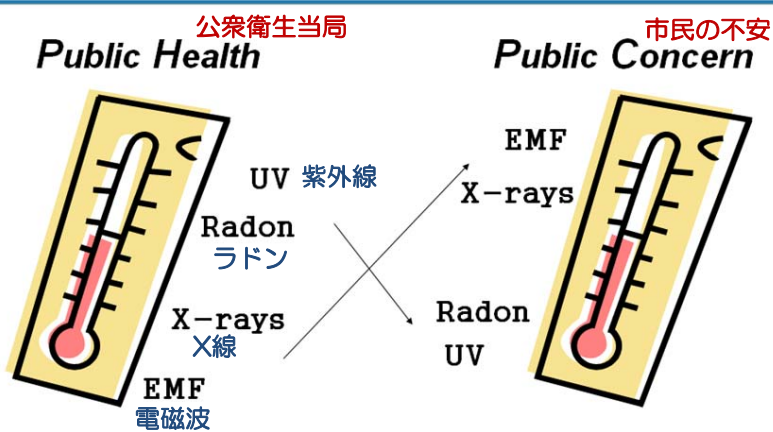 公衆衛生当局
Public Health
UV 紫外線
Radon
ラドン
X-rays
X線
EMF
電磁波
市民の不安
Public Concern
EMF
X-rays
Radon
UV